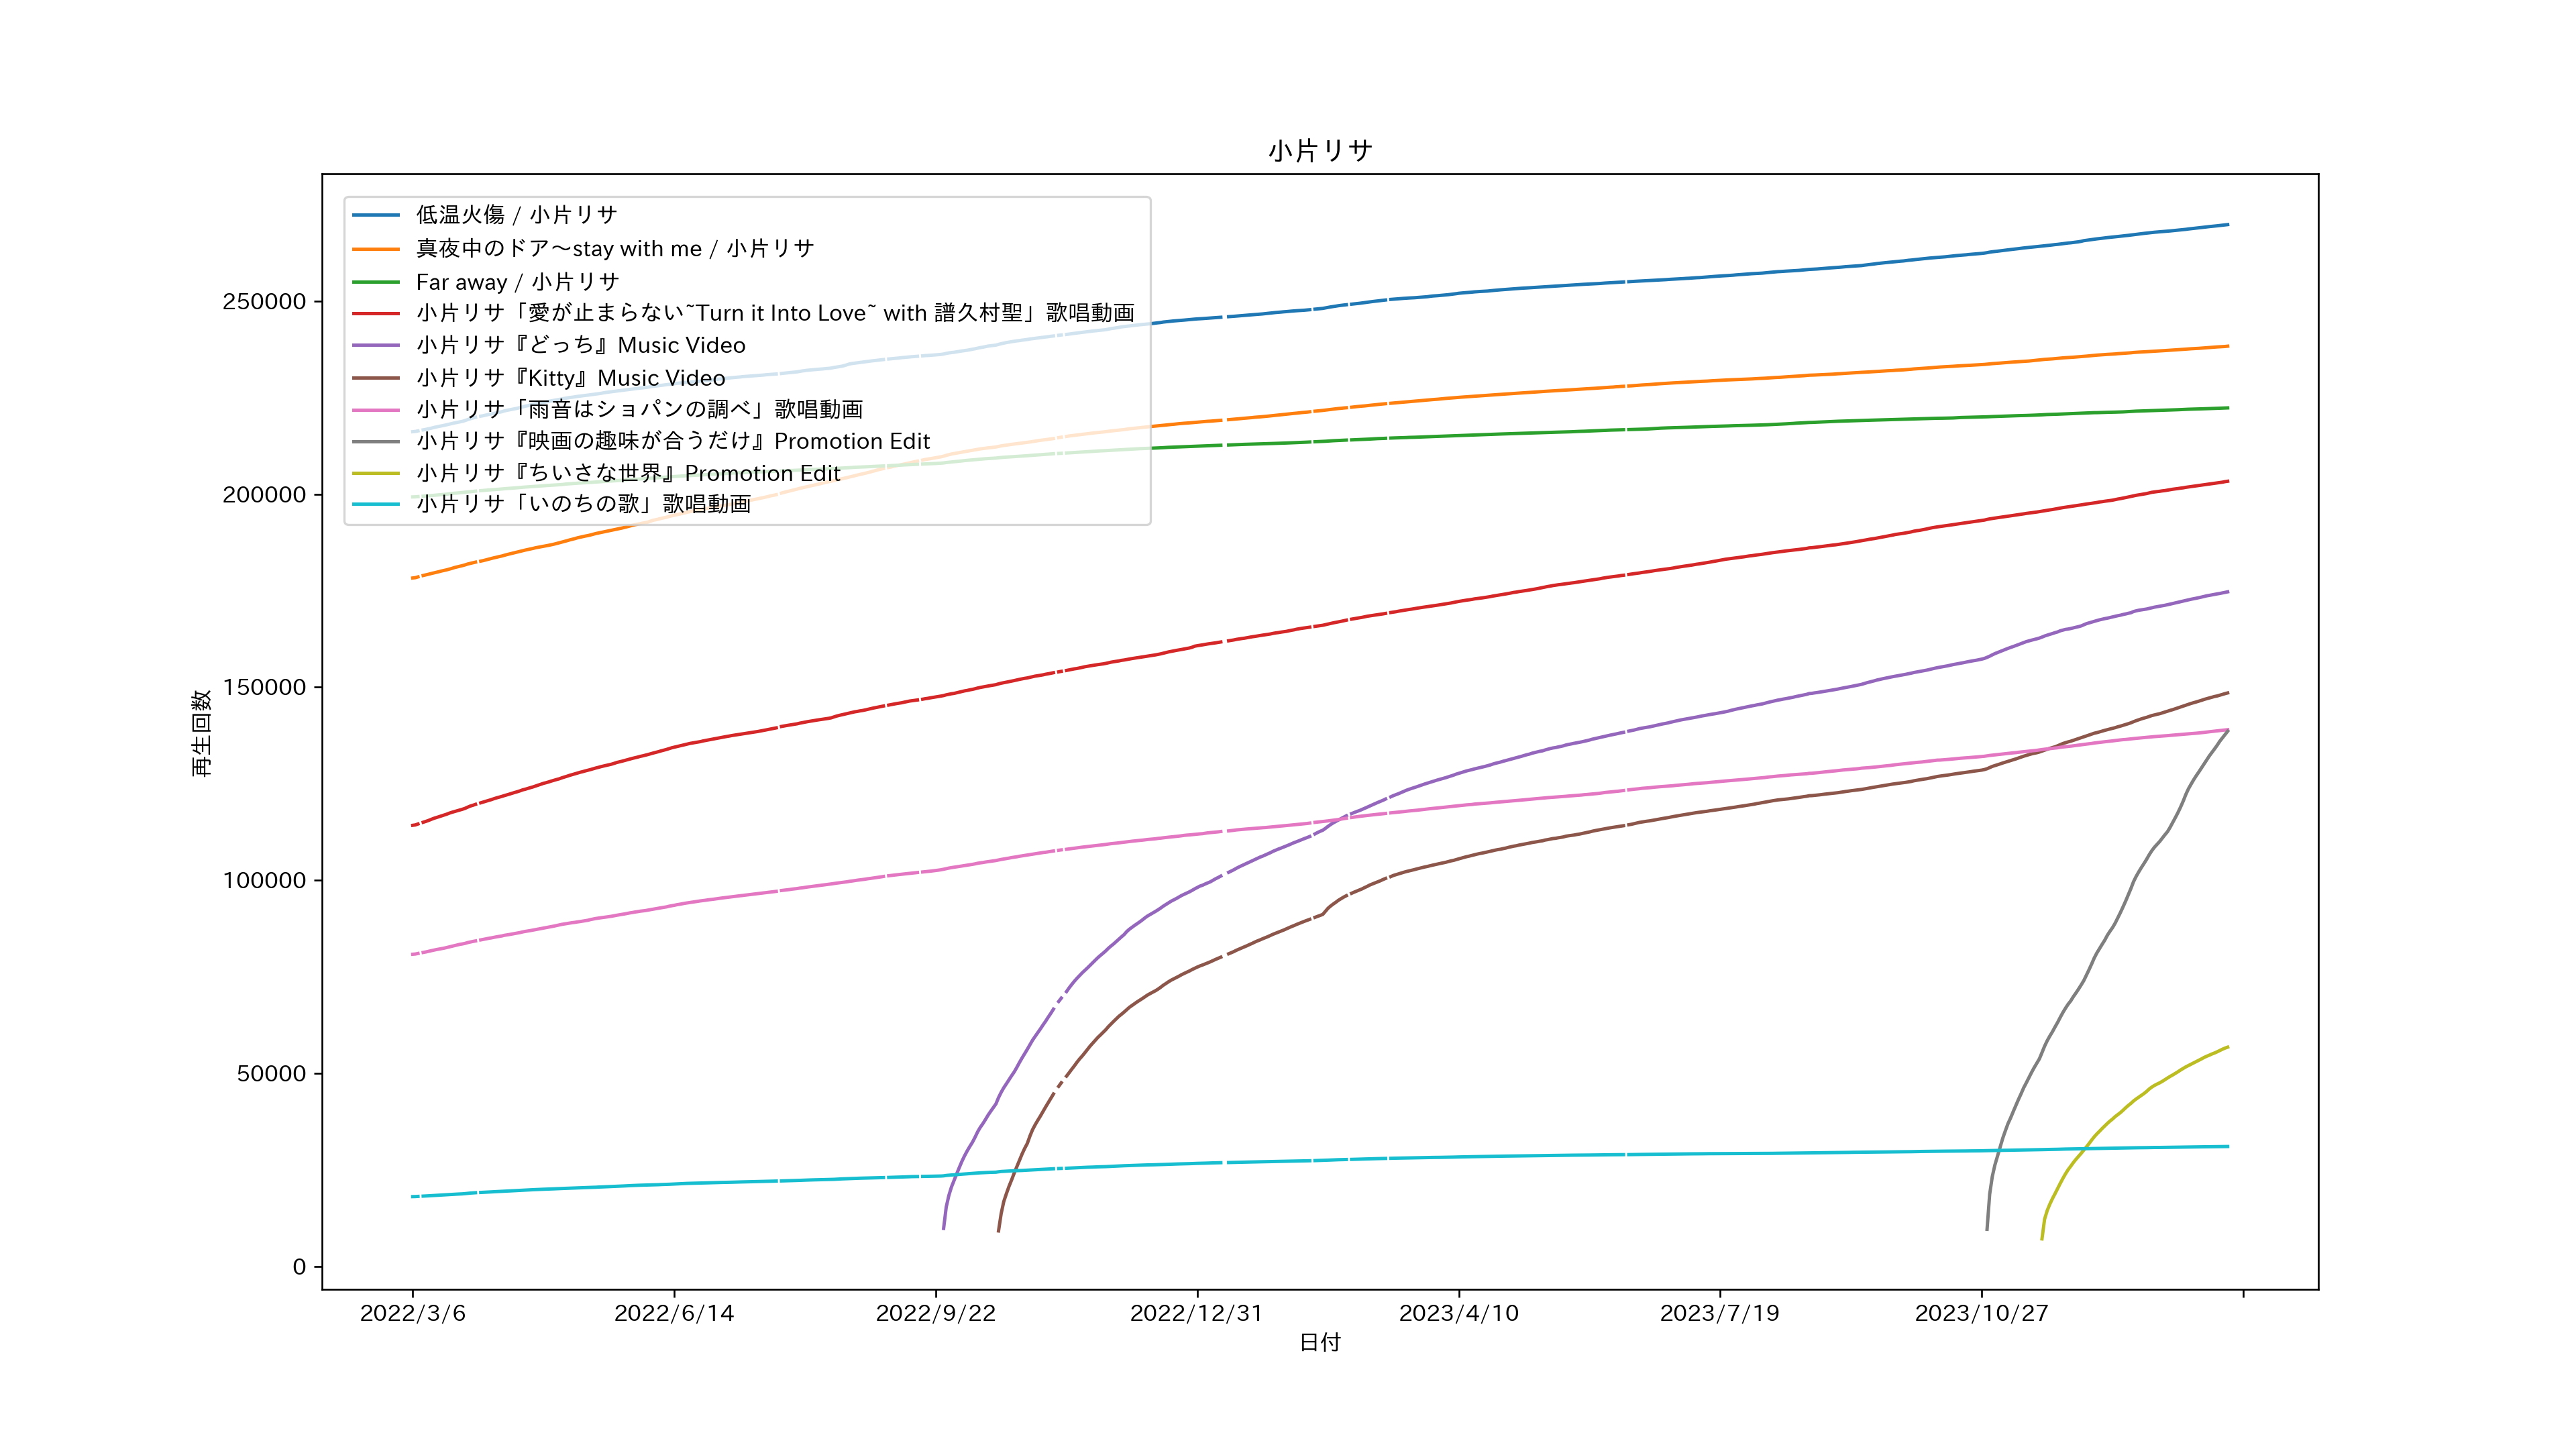 小片リサ
低温火傷 / 小片リサ
真夜中のドア〜stay with me / 小片リサ
Far away / 小片リサ
小片リサ「愛が止まらない~Turn it Into Love~ with 譜久村聖」歌唱動画
小片リサ『どっち』Music Video
小片リサ『Kitty』Music Video
小片リサ「雨音はショパンの調べ」歌唱動画
小片リサ『映画の趣味が合うだけ』Promotion Edit
小片リサ『ちいさな世界』Promotion Edit
小片リサ「いのちの歌」歌唱動画
250000
200000
150000
100000
50000
0
再生回数
2022/3/6 2022/6/14 2022/9/22 2022/12/31 2023/4/10 2023/7/19 2023/10/27
日付